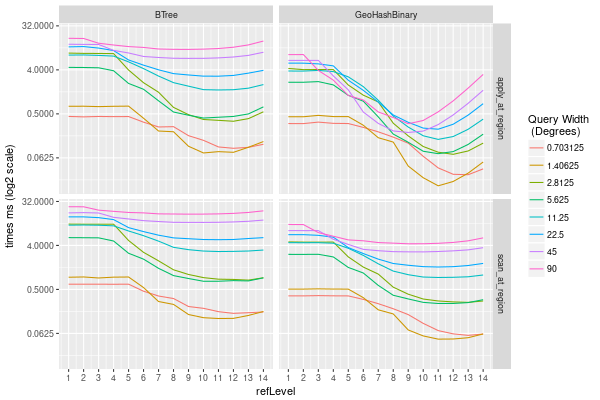 BTree
GeoHashBinary
32.0000
4.0000
0.5000
0.0625
apply_at_region
32.0000
4.0000
0.5000
0.0625
scan_at_region
times ms (log2 scale)
1 2 3 4 5 6 7 8 9 10 11 12 13 14
1 2 3 4 5 6 7 8 9 10 11 12 13 14
refLevel
Query Width
(Degrees)
0.703125
1.40625
2.8125
5.625
11.25
22.5
45
90